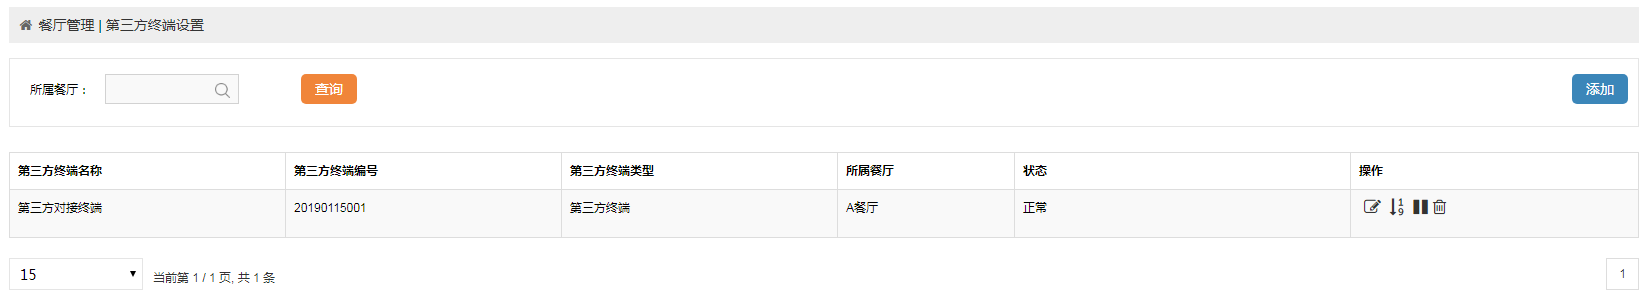 餐厅管理 | 第三方终端设置
所属餐厅： 查询 添加
第三方终端名称 第三方终端编号 第三方终端类型 所属餐厅 状态 操作
第三方对接终端 20190115001 第三方终端 A餐厅 正常
15 当前第 1 / 1 页, 共 1 条 1